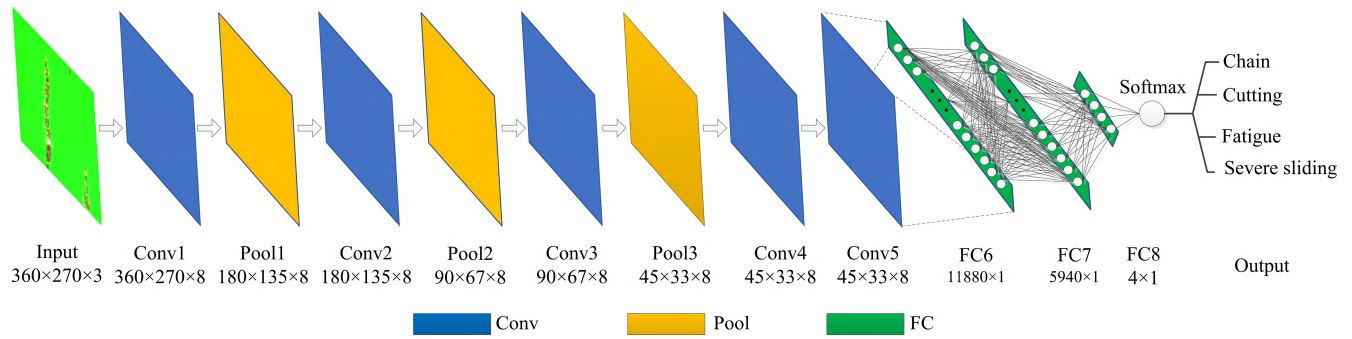 Softmax
Chain
Cutting
Fatigue
Severe sliding
Input
360×270×3
Conv1
360×270×8
Pool1
180×135×8
Conv2
180×135×8
Pool2
90×67×8
Conv3
90×67×8
Pool3
45×33×8
Conv4
45×33×8
Conv5
45×33×8
FC6
11880×1
FC7
5940×1
FC8
4×1
Output
Conv
Pool
FC